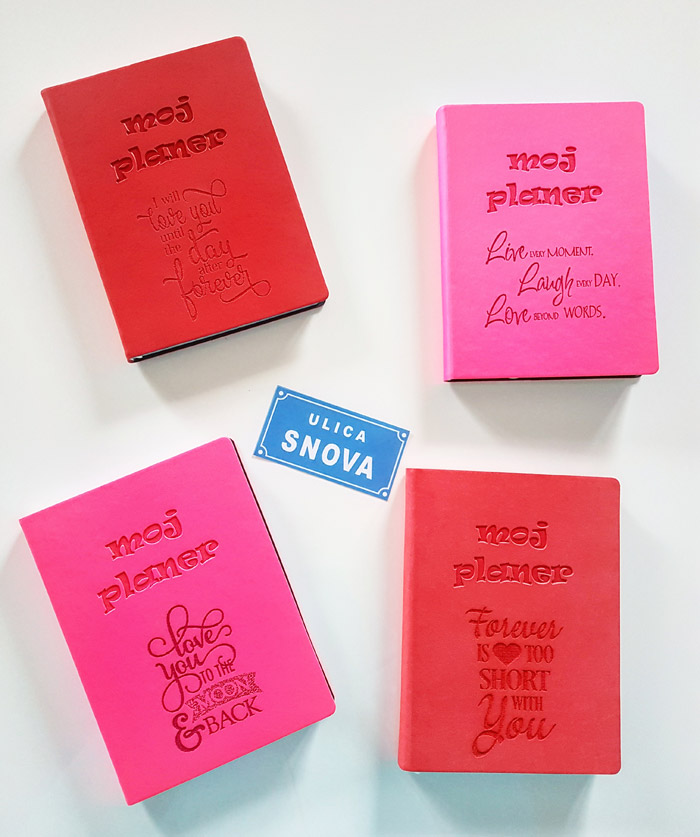 moj
planer
I will
love you
until
the day
after
forever
moj
planer
Live EVERY MOMENT,
Laugh EVERY DAY,
Love BEYOND WORDS.
ULICA
SNOVA
moj
planer
love
you
TO THE
MOON
& BACK
moj
planer
Forever
IS TOO
SHORT
WITH
You